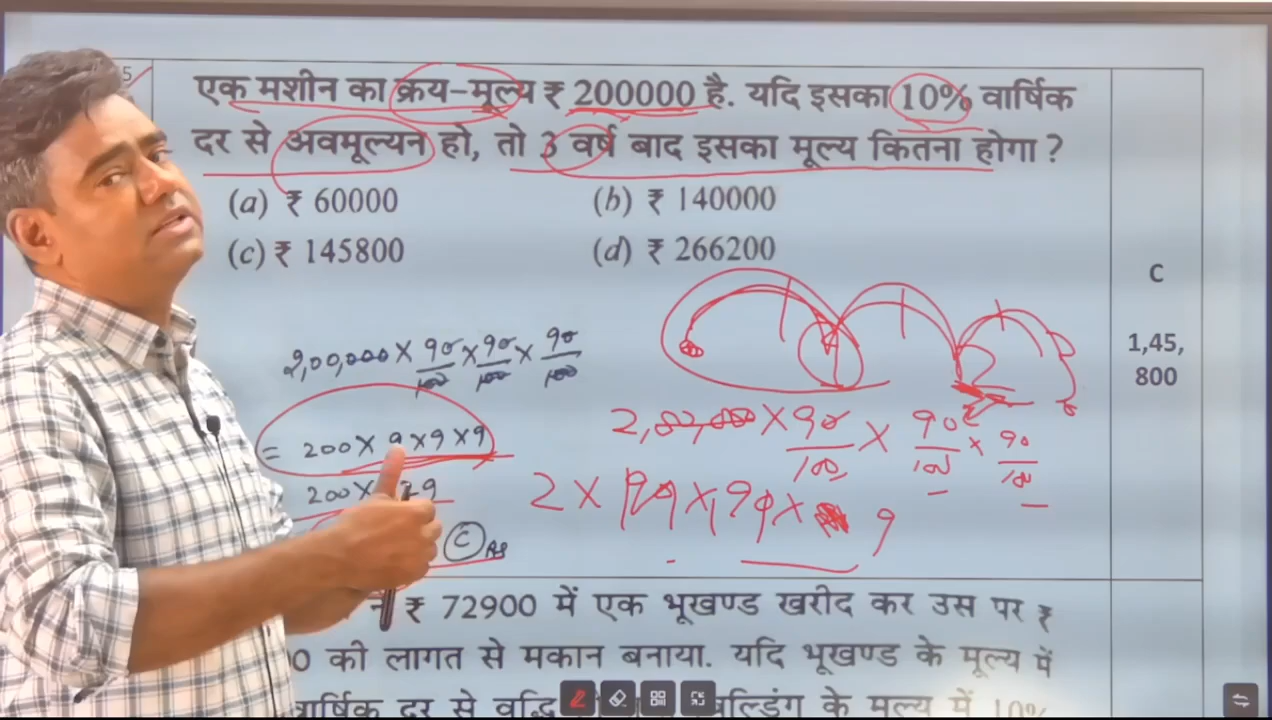 5
एक मशीन का क्रय-मूल्य ₹ 200000 है. यदि इसका 10% वार्षिक
दर से अवमूल्यन हो, तो 3 वर्ष बाद इसका मूल्य कितना होगा ?
(a) ₹ 60000
(b) ₹ 140000
(c) ₹ 145800
(d) ₹ 266200
C
1,45,
800
2,00,000 × 90/100 × 90/100 × 90/100
= 200 × 9 × 9 × 9
200 ×
C
2,00,000 × 90/100 × 90/100 × 90/100
2 ×
9
₹ 72900 में एक भूखण्ड खरीद कर उस पर ₹
0 की लागत से मकान बनाया. यदि भूखण्ड के मूल्य में
वार्षिक दर से वृद्धि
के मूल्य में 10%